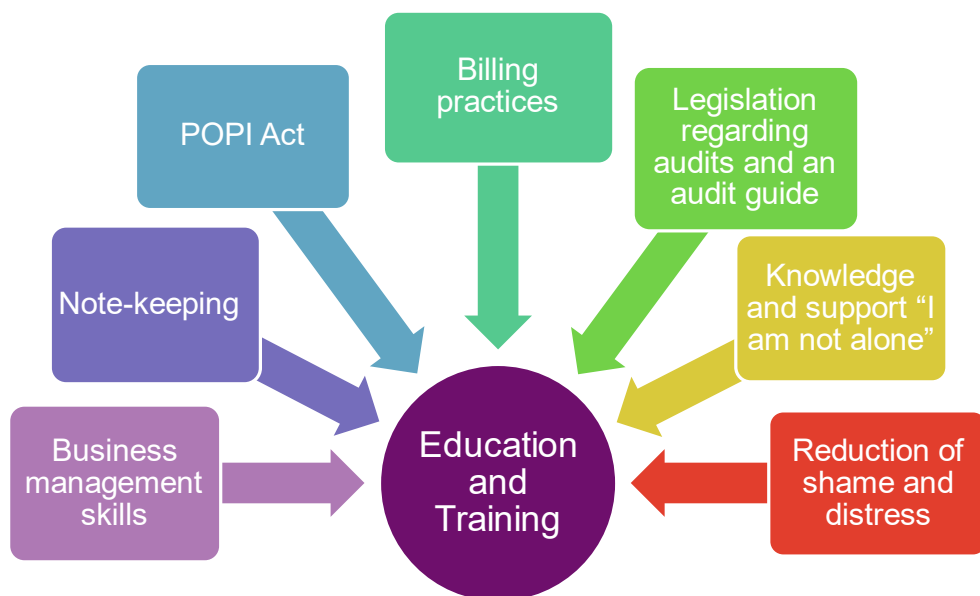 Billing
practices
POPI Act
Legislation
regarding
audits and an
audit guide
Note-keeping
Knowledge
and support “I
am not alone”
Business
management
skills
Education
and
Training
Reduction of
shame and
distress